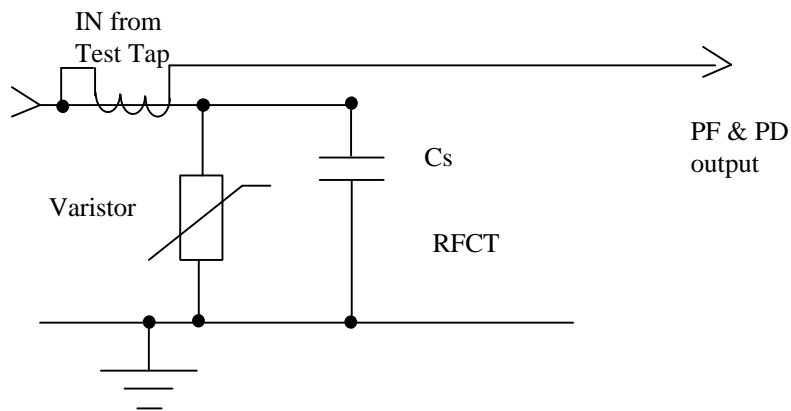 IN from
Test Tap
PF & PD
output
Cs
Varistor
RFCT